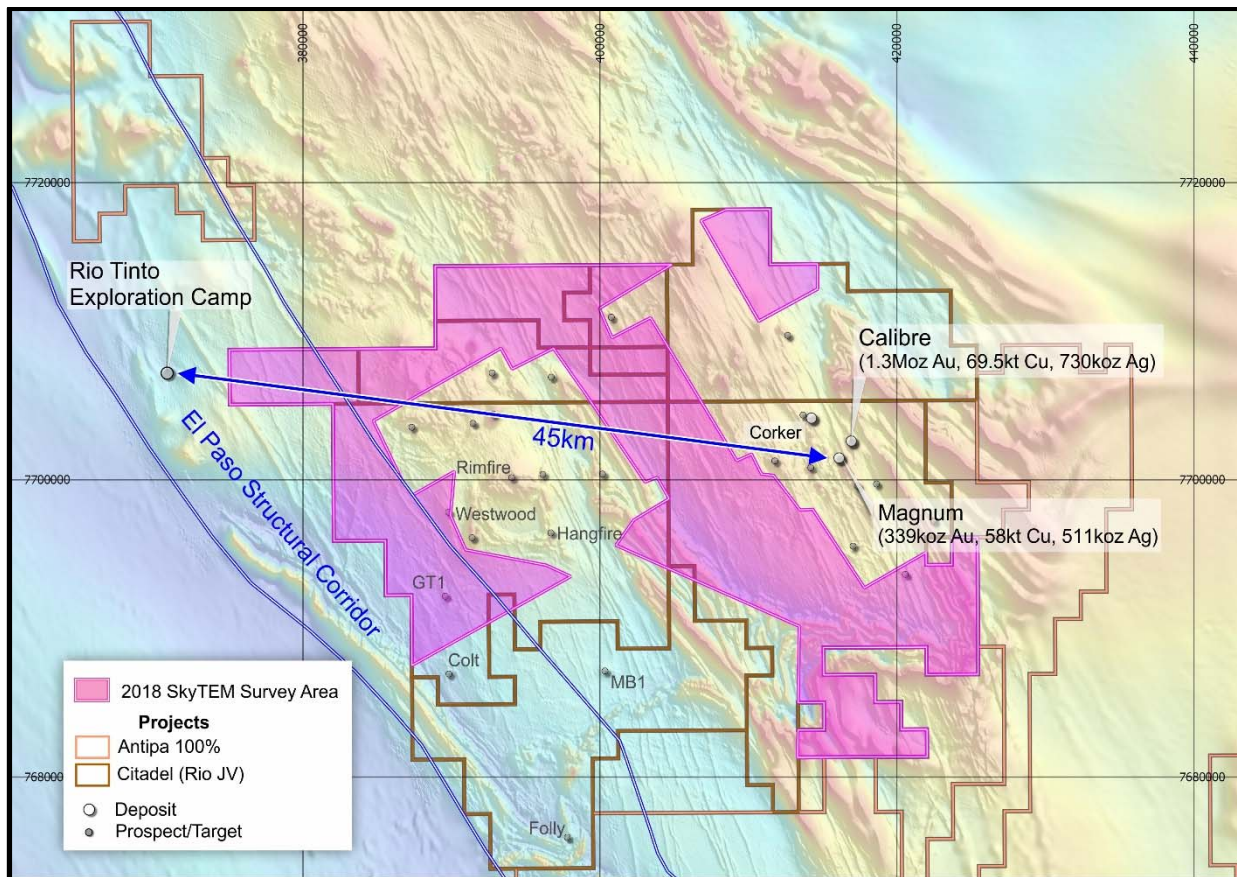 380000
400000
420000
440000
7720000
7720000
Rio Tinto
Exploration Camp
Calibre
(1.3Moz Au, 69.5kt Cu, 730koz Ag)
45km
Corker
El Paso Structural Corridor
Rimfire
7700000
7700000
Westwood
Hangfire
Magnum
(339koz Au, 58kt Cu, 511koz Ag)
GT1
Colt
MB1
2018 SkyTEM Survey Area
Projects
Antipa 100%
Citadel (Rio JV)
Deposit
Prospect/Target
7680000
7680000
Folly